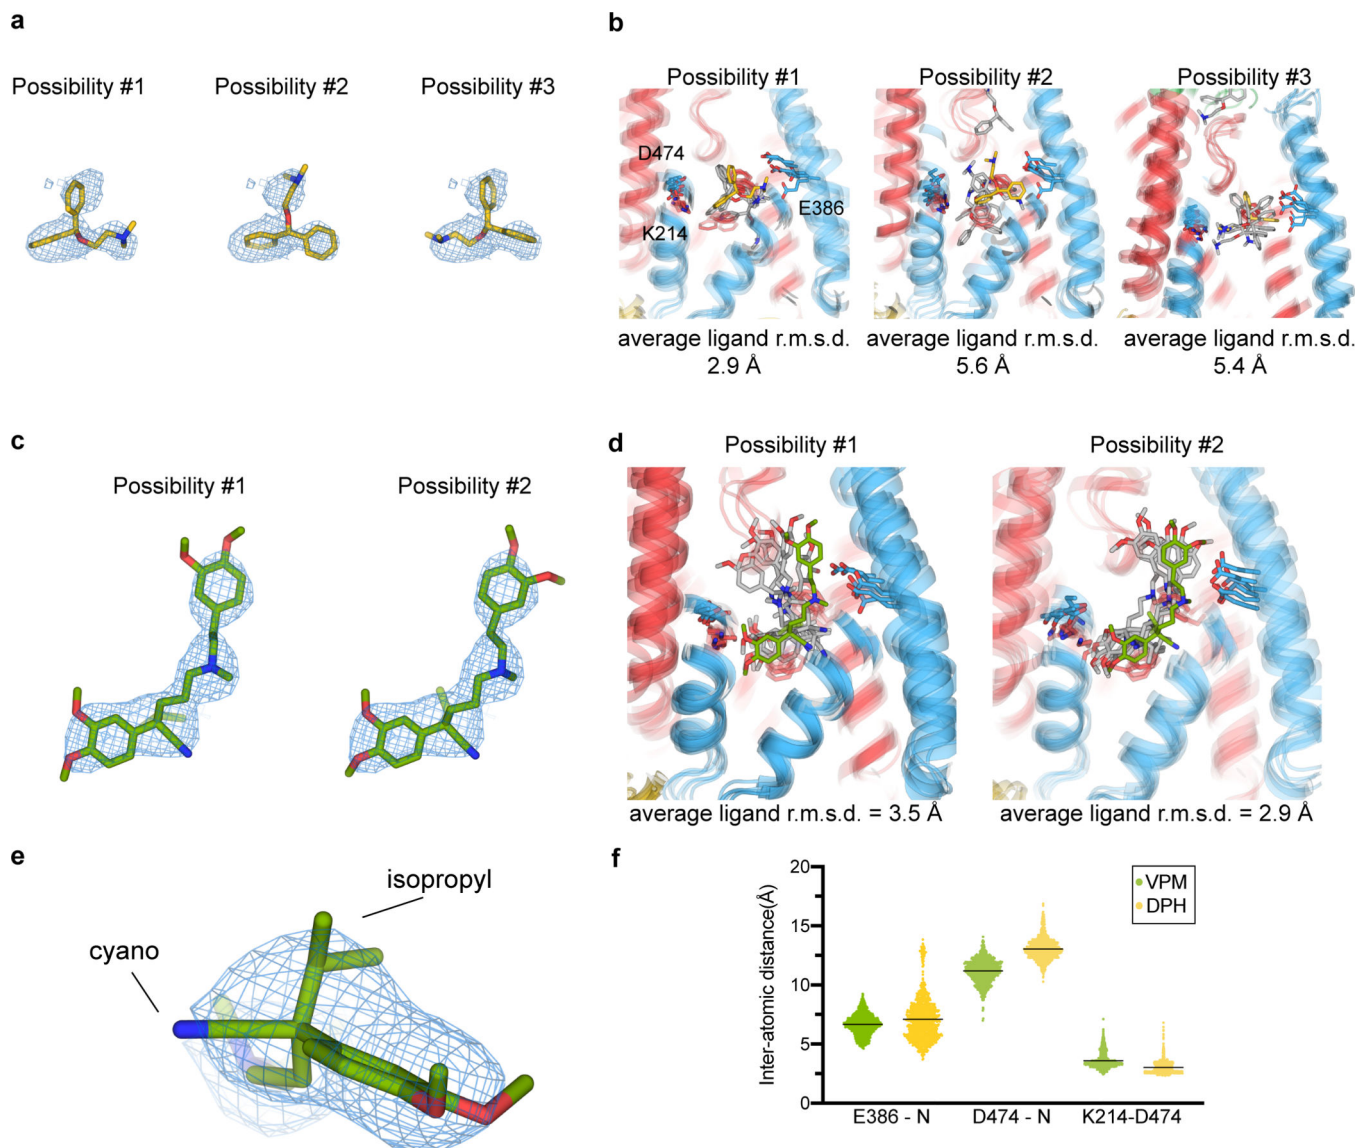 a
Possibility #1
Possibility #2
Possibility #3
b
Possibility #1
Possibility #2
Possibility #3
D474
E386
K214
average ligand r.m.s.d.
2.9 Å
average ligand r.m.s.d.
5.6 Å
average ligand r.m.s.d.
5.4 Å
c
Possibility #1
Possibility #2
d
Possibility #1
Possibility #2
average ligand r.m.s.d. = 3.5 Å
average ligand r.m.s.d. = 2.9 Å
e
isopropyl
cyano
f
Inter-atomic distance(Å)
20
15
10
5
0
VPM
DPH
E386 - N
D474 - N
K214-D474